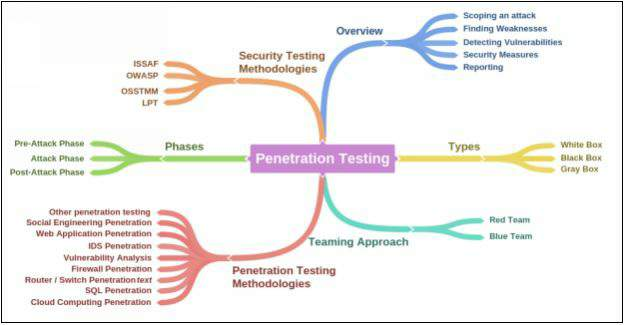 Overview
Scoping an attack
Finding Weaknesses
Detecting Vulnerabilities
Security Measures
Reporting
Security Testing
Methodologies
ISSAF
OWASP
OSSTMM
LPT
Phases
Pre-Attack Phase
Attack Phase
Post-Attack Phase
Penetration Testing
Types
White Box
Black Box
Gray Box
Teaming Approach
Red Team
Blue Team
Penetration Testing
Methodologies
Other penetration testing
Social Engineering Penetration
Web Application Penetration
IDS Penetration
Vulnerability Analysis
Firewall Penetration
Router / Switch Penetrationtext
SQL Penetration
Cloud Computing Penetration